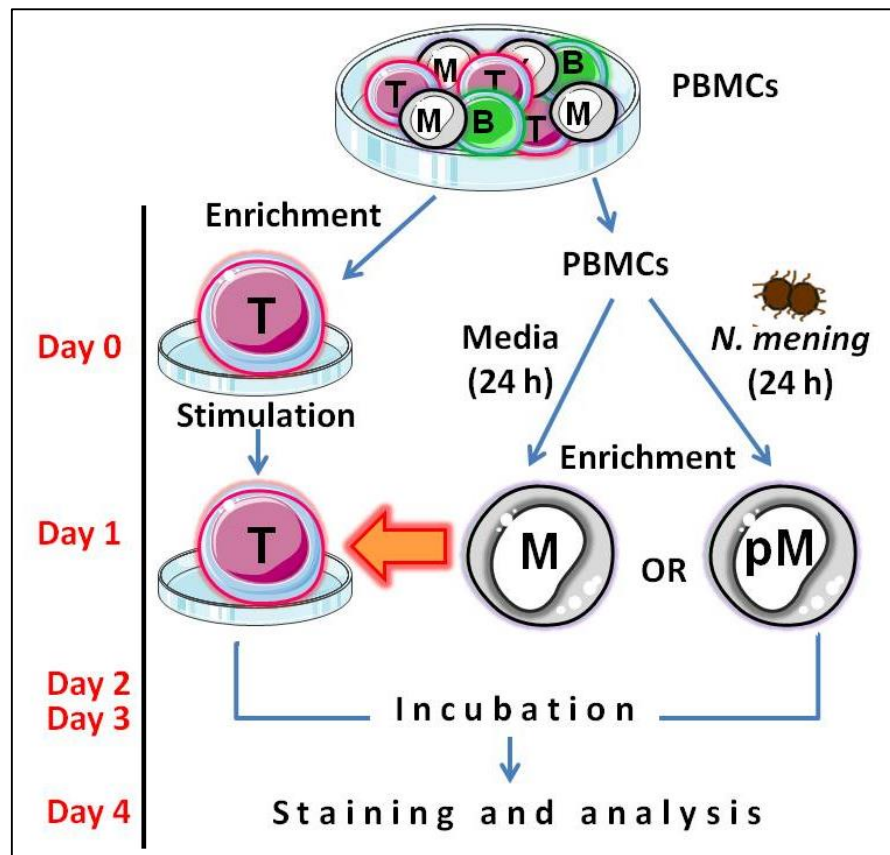 M T B
T M B T M
PBMCs
Enrichment
PBMCs
T
Day 0
Media
(24 h)
N. mening
(24 h)
Stimulation
Enrichment
Day 1
T
M
OR
pM
Day 2
Day 3
Incubation
Day 4
Staining and analysis